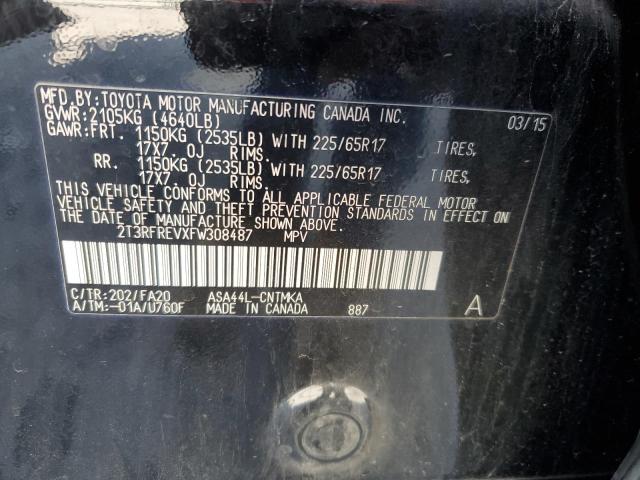 MFD.BY:TOYOTA MOTOR MANUFACTURING CANADA INC.
GVWR:2105KG (4640LB) 03/15
GAWR:FRT. 1150KG (2535LB) WITH 225/65R17 TIRES,
17X7.0J RIMS.
RR. 1150KG (2535LB) WITH 225/65R17 TIRES,
17X7.0J RIMS.
THIS VEHICLE CONFORMS TO ALL APPLICABLE FEDERAL MOTOR
VEHICLE SAFETY AND THEFT PREVENTION STANDARDS IN EFFECT ON
THE DATE OF MANUFACTURE SHOWN ABOVE.
2T3RFREVXFW308487 MPV
C/TR:202/FA20 ASA44L-CNTMKA
A/TM:-01A/U760F MADE IN CANADA 887 A